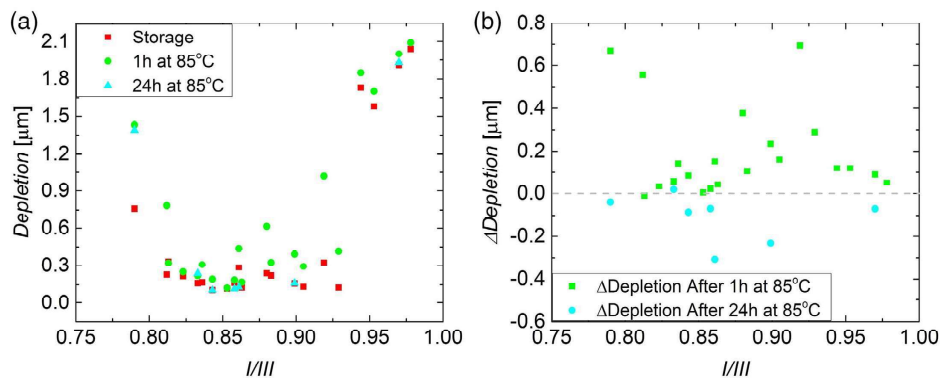 (a)
Storage
1h at 85°C
24h at 85°C
Depletion [µm]
2.1
1.8
1.5
1.2
0.9
0.6
0.3
0.0
0.75 0.80 0.85 0.90 0.95 1.00
I/III
(b)
ΔDepletion [µm]
0.8
0.6
0.4
0.2
0.0
-0.2
-0.4
-0.6
ΔDepletion After 1h at 85°C
ΔDepletion After 24h at 85°C
0.75 0.80 0.85 0.90 0.95 1.00
I/III